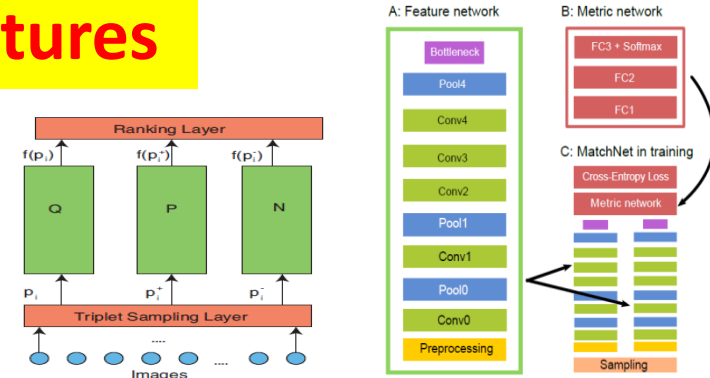 tures
Ranking Layer
f(pᵢ) f(pᵢ⁺) f(pᵢ⁻)
Q P N
pᵢ pᵢ⁺ pᵢ⁻
Triplet Sampling Layer
....
....
Images
A: Feature network
Bottleneck
Pool4
Conv4
Conv3
Conv2
Pool1
Conv1
Pool0
Conv0
Preprocessing
B: Metric network
FC3 + Softmax
FC2
FC1
C: MatchNet in training
Cross-Entropy Loss
Metric network
Sampling